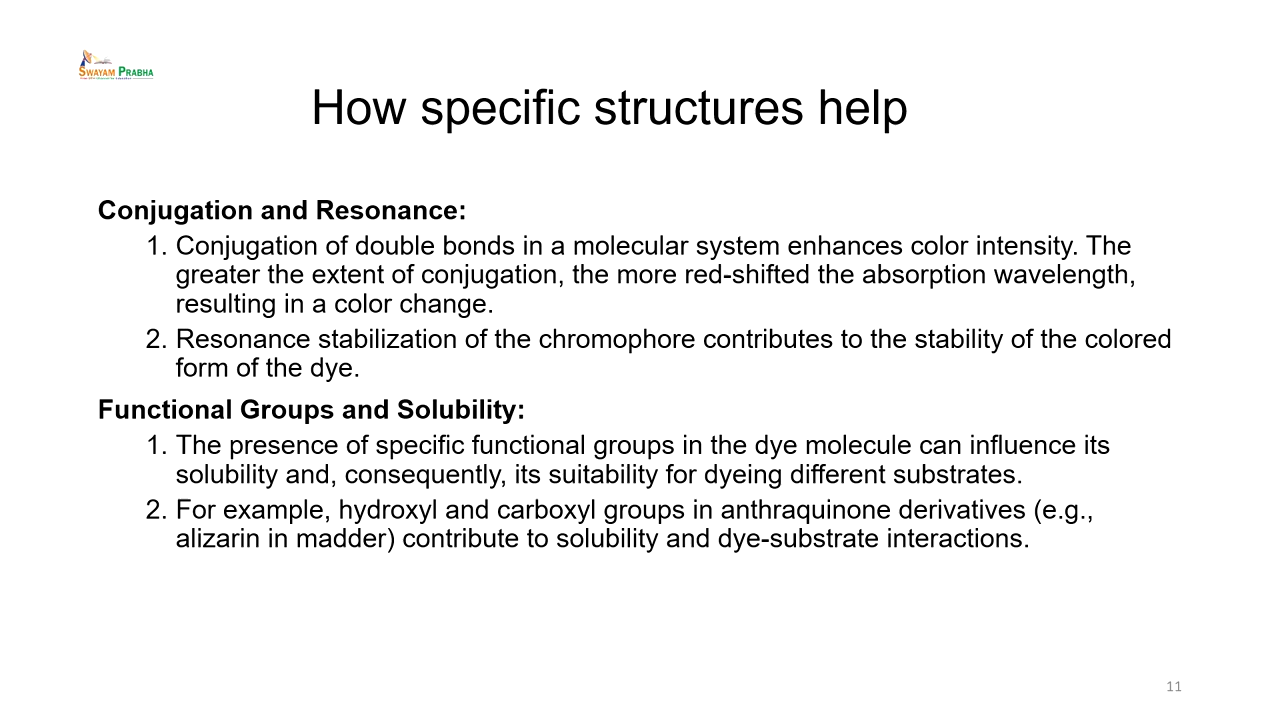 SWAYAM PRABHA
How specific structures help
Conjugation and Resonance:
1. Conjugation of double bonds in a molecular system enhances color intensity. The
greater the extent of conjugation, the more red-shifted the absorption wavelength,
resulting in a color change.
2. Resonance stabilization of the chromophore contributes to the stability of the colored
form of the dye.
Functional Groups and Solubility:
1. The presence of specific functional groups in the dye molecule can influence its
solubility and, consequently, its suitability for dyeing different substrates.
2. For example, hydroxyl and carboxyl groups in anthraquinone derivatives (e.g.,
alizarin in madder) contribute to solubility and dye-substrate interactions.
11